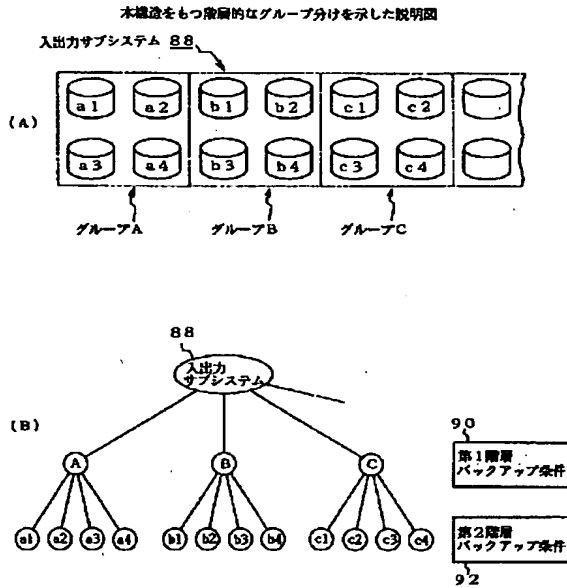 木構造をもつ階層的なグループ分けを示した説明図
入出力サブシステム 88
(A)
a1 a2 b1 b2 c1 c2
a3 a4 b3 b4 c3 c4
グループA グループB グループC
88
入出力
サブシステム
(B)
90
A B C
第1階層
バックアップ条件
a1 a2 a3 a4 b1 b2 b3 b4 c1 c2 c3 c4
第2階層
バックアップ条件
92